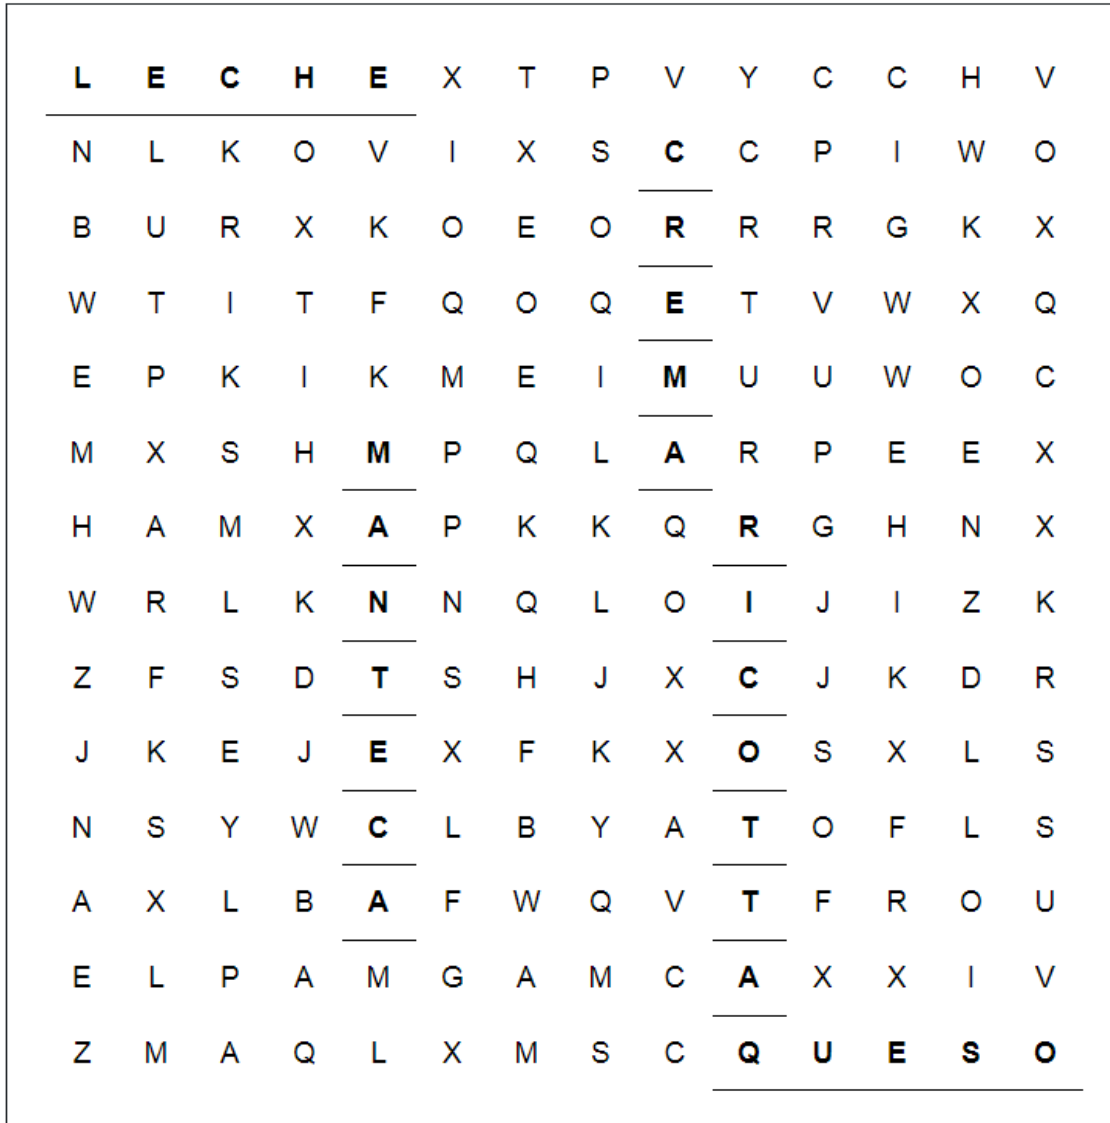 L E C H E X T P V Y C C H V
N L K O V I X S C C P I W O
B U R X K O E O R R R G K X
W T I T F Q O Q E T V W X Q
E P K I K M E I M U U W O C
M X S H M P Q L A R P E E X
H A M X A P K K Q R G H N X
W R L K N N Q L O I J I Z K
Z F S D T S H J X C J K D R
J K E J E X F K X O S X L S
N S Y W C L B Y A T O F L S
A X L B A F W Q V T F R O U
E L P A M G A M C A X X I V
Z M A Q L X M S C Q U E S O